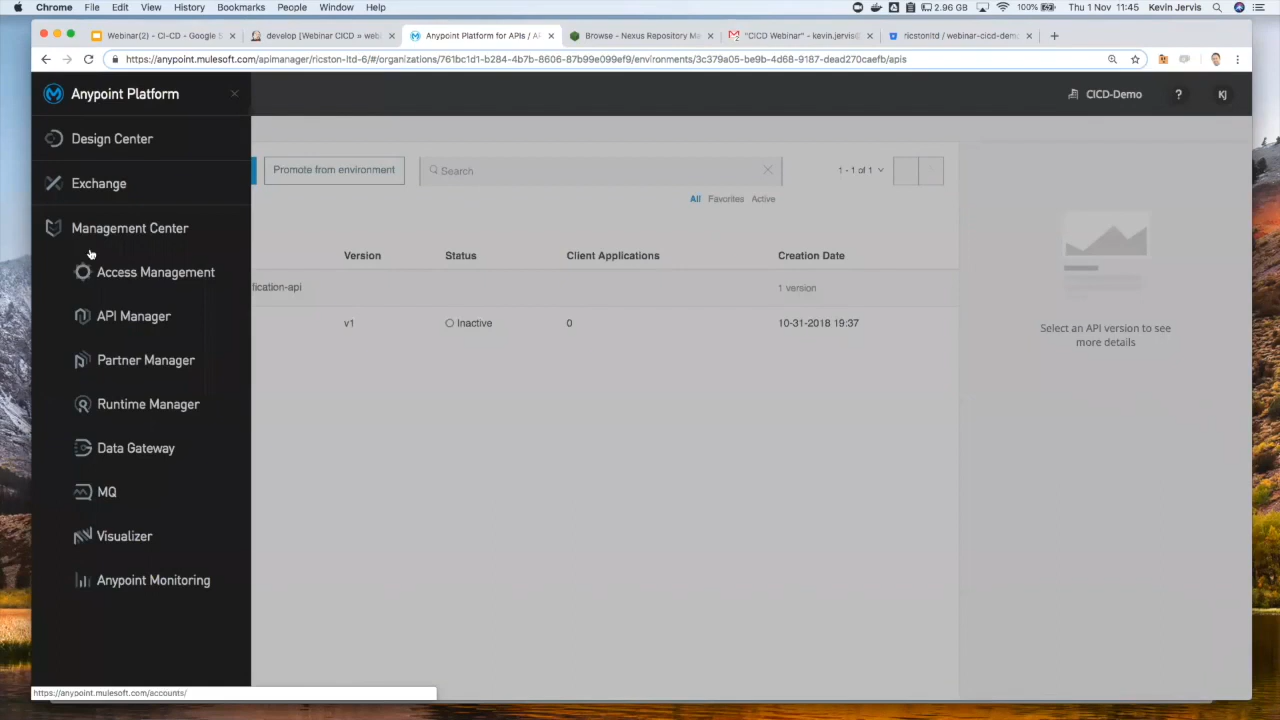 Chrome File Edit View History Bookmarks People Window Help 2.96 GB 100% Thu 1 Nov 11:45 Kevin Jervis
Webinar(2) - CI-CD - Google S develop [Webinar CICD » web Anypoint Platform for APIs / A Browse - Nexus Repository M "CICD Webinar" - kevin.jervis@ ricstonltd / webinar-cicd-dem
https://anypoint.mulesoft.com/apimanager/ricston-ltd-6/#/organizations/761bc1d1-b284-4b7b-8606-87b99e099ef9/environments/3c379a05-be9b-4d68-9187-dead270caefb/apis
Anypoint Platform CICD-Demo ? KJ
Design Center
Promote from environment Search 1 - 1 of 1
Exchange
All Favorites Active
Management Center
Version Status Client Applications Creation Date
Access Management
fication-api 1 version
API Manager
v1 Inactive 0 10-31-2018 19:37
Select an API version to see
more details
Partner Manager
Runtime Manager
Data Gateway
MQ
Visualizer
Anypoint Monitoring
https://anypoint.mulesoft.com/accounts/